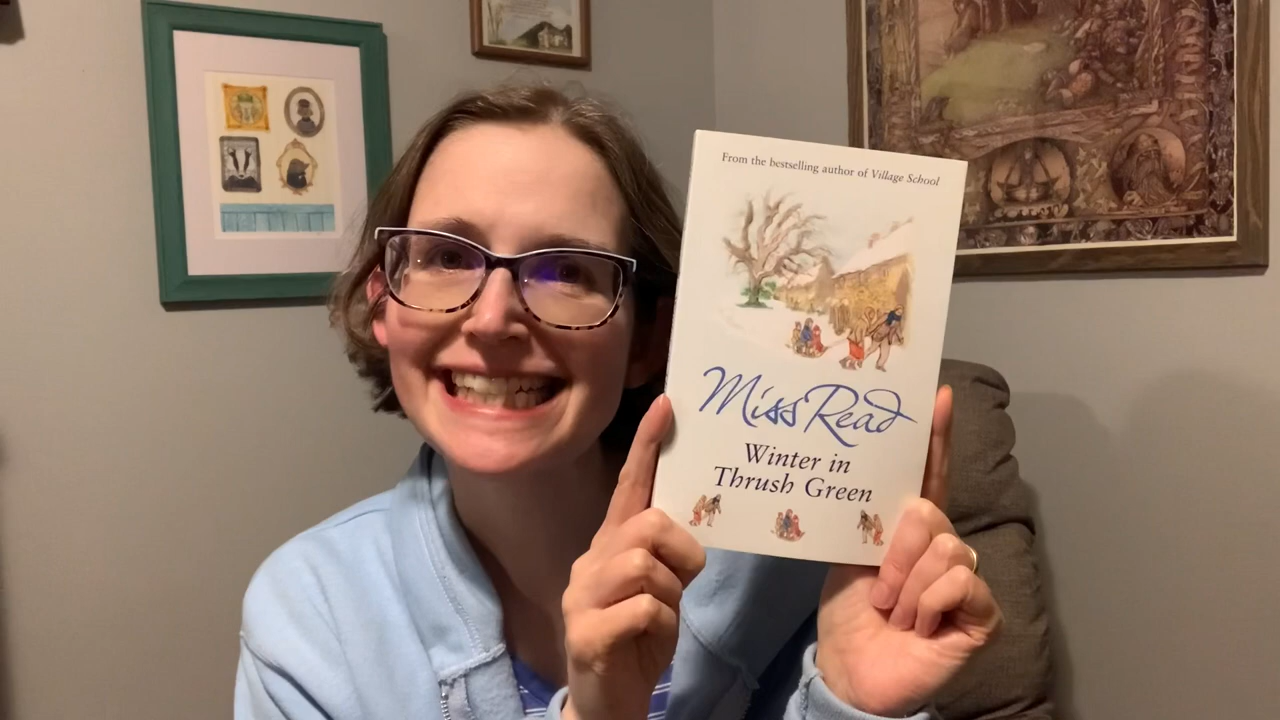 From the bestselling author of Village School
Miss Read
Winter in
Thrush Green